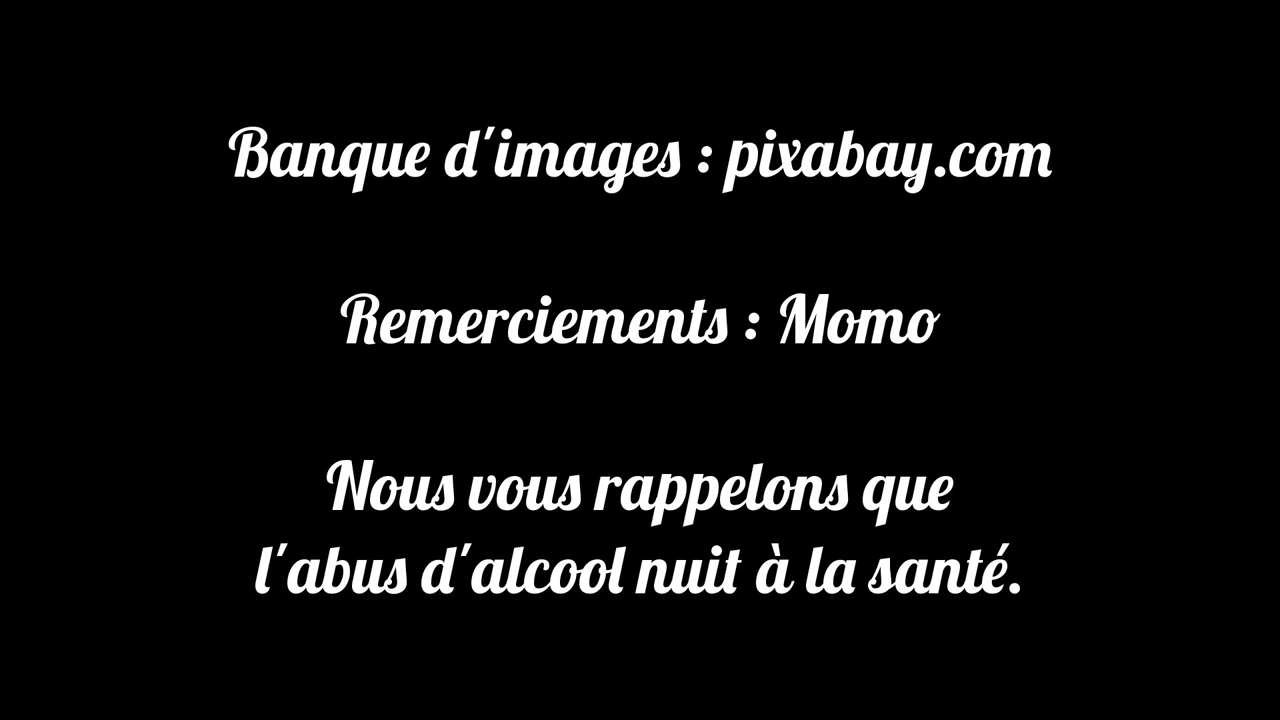 Banque d'images : pixabay.com
Remerciements : Momo
Nous vous rappelons que
l'abus d'alcool nuit à la santé.